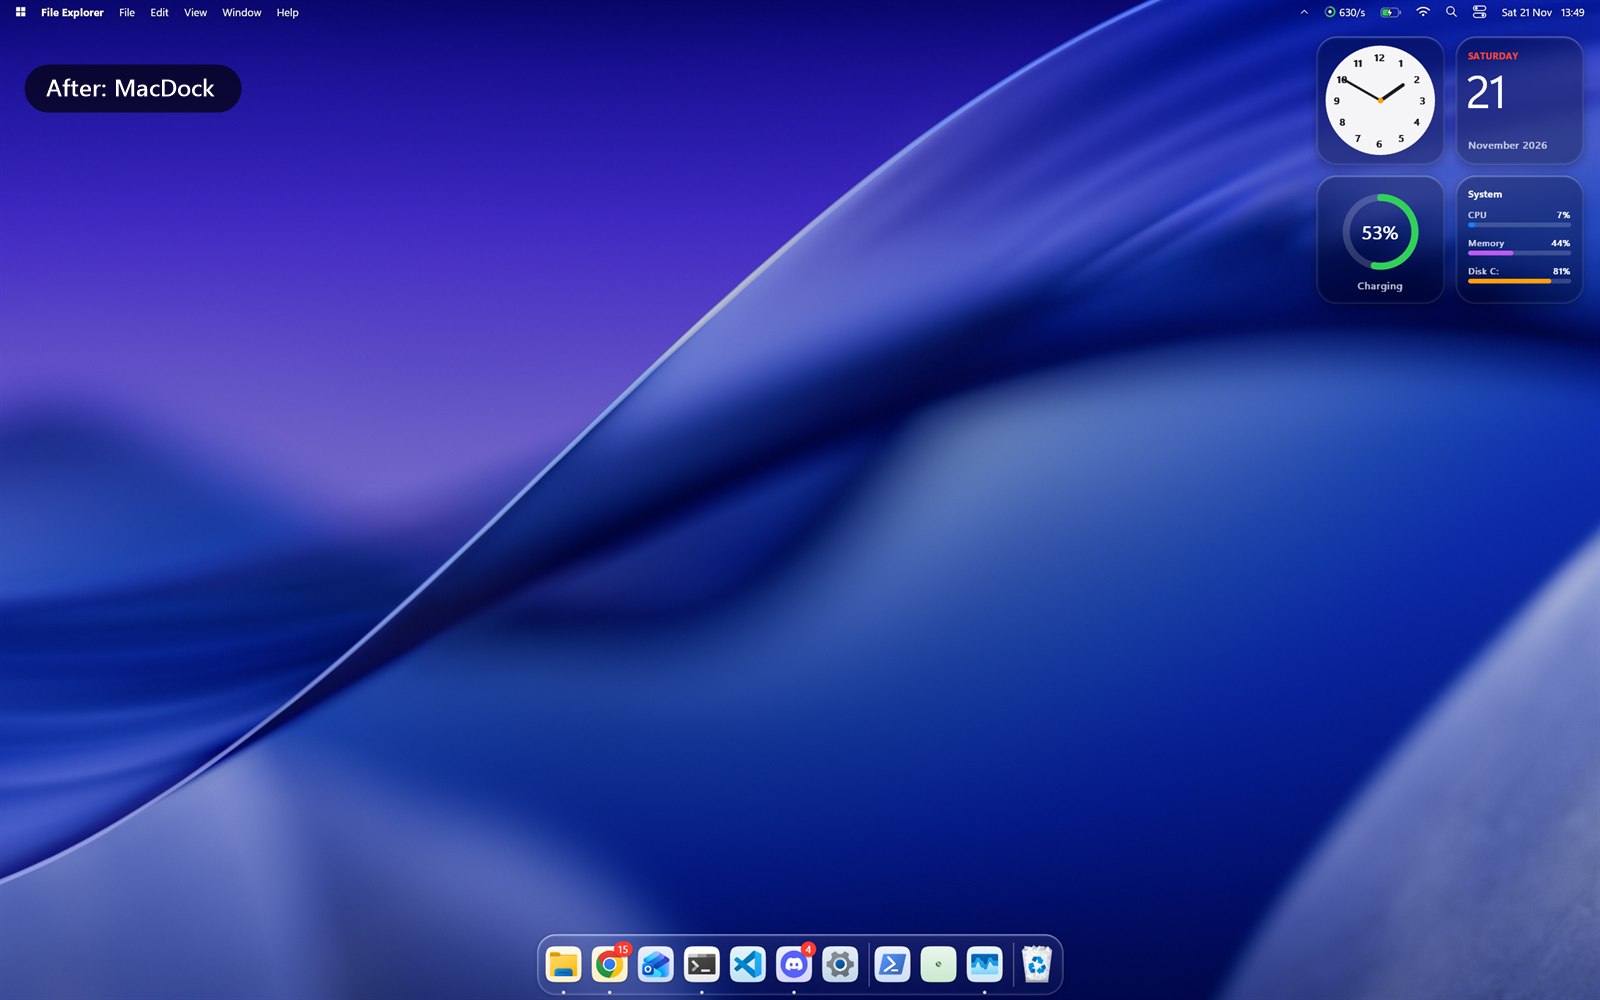 File Explorer File Edit View Window Help
630/s Sat 21 Nov 13:49
After: MacDock
12
11 1
10 2
9 3
8 4
7 5
6
SATURDAY
21
November 2026
53%
Charging
System
CPU 7%
Memory 44%
Disk C: 81%
15
4